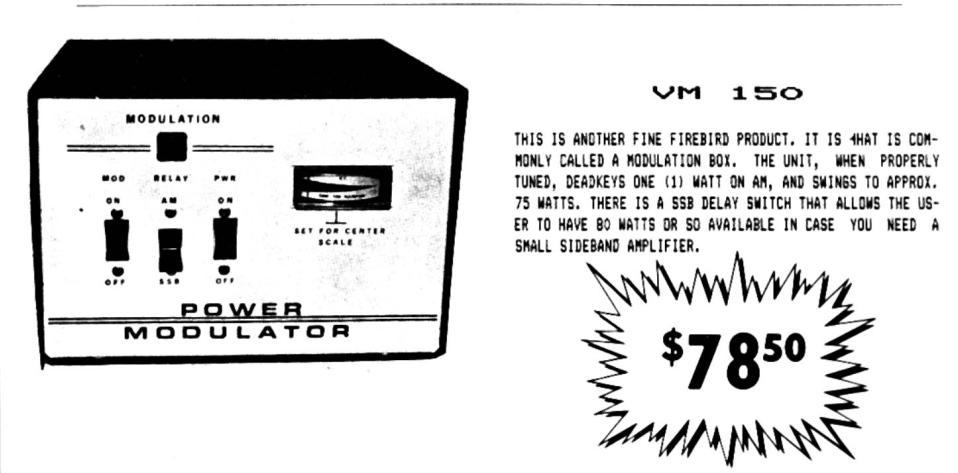 MODULATION
MOD RELAY PWR
ON AM ON
OFF SSB OFF
SET FOR CENTER
SCALE
POWER
MODULATOR
VM 150
THIS IS ANOTHER FINE FIREBIRD PRODUCT. IT IS 4HAT IS COM-
MONLY CALLED A MODULATION BOX. THE UNIT, WHEN PROPERLY
TUNED, DEADKEYS ONE (1) WATT ON AM, AND SWINGS TO APPROX.
75 WATTS. THERE IS A SSB DELAY SWITCH THAT ALLOWS THE US-
ER TO HAVE 80 WATTS OR SO AVAILABLE IN CASE YOU NEED A
SMALL SIDEBAND AMPLIFIER.
$78 50